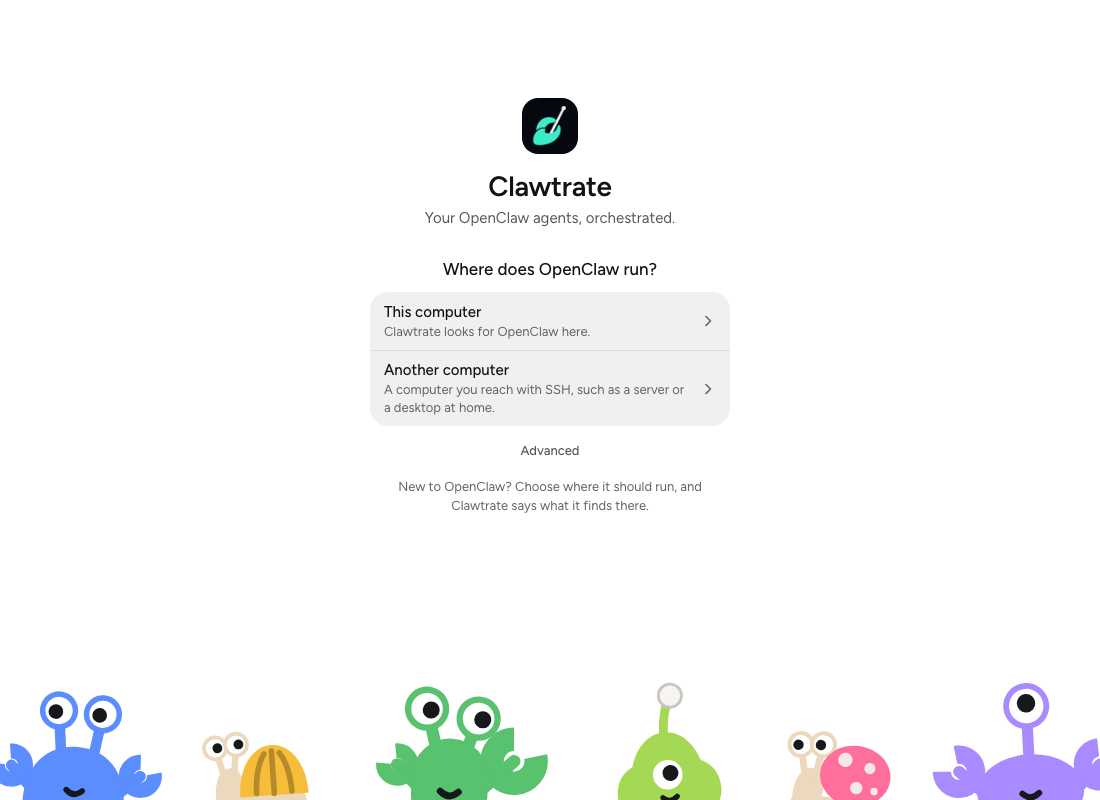 Clawtrate
Your OpenClaw agents, orchestrated.
Where does OpenClaw run?
This computer
Clawtrate looks for OpenClaw here.
Another computer
A computer you reach with SSH, such as a server or
a desktop at home.
Advanced
New to OpenClaw? Choose where it should run, and
Clawtrate says what it finds there.